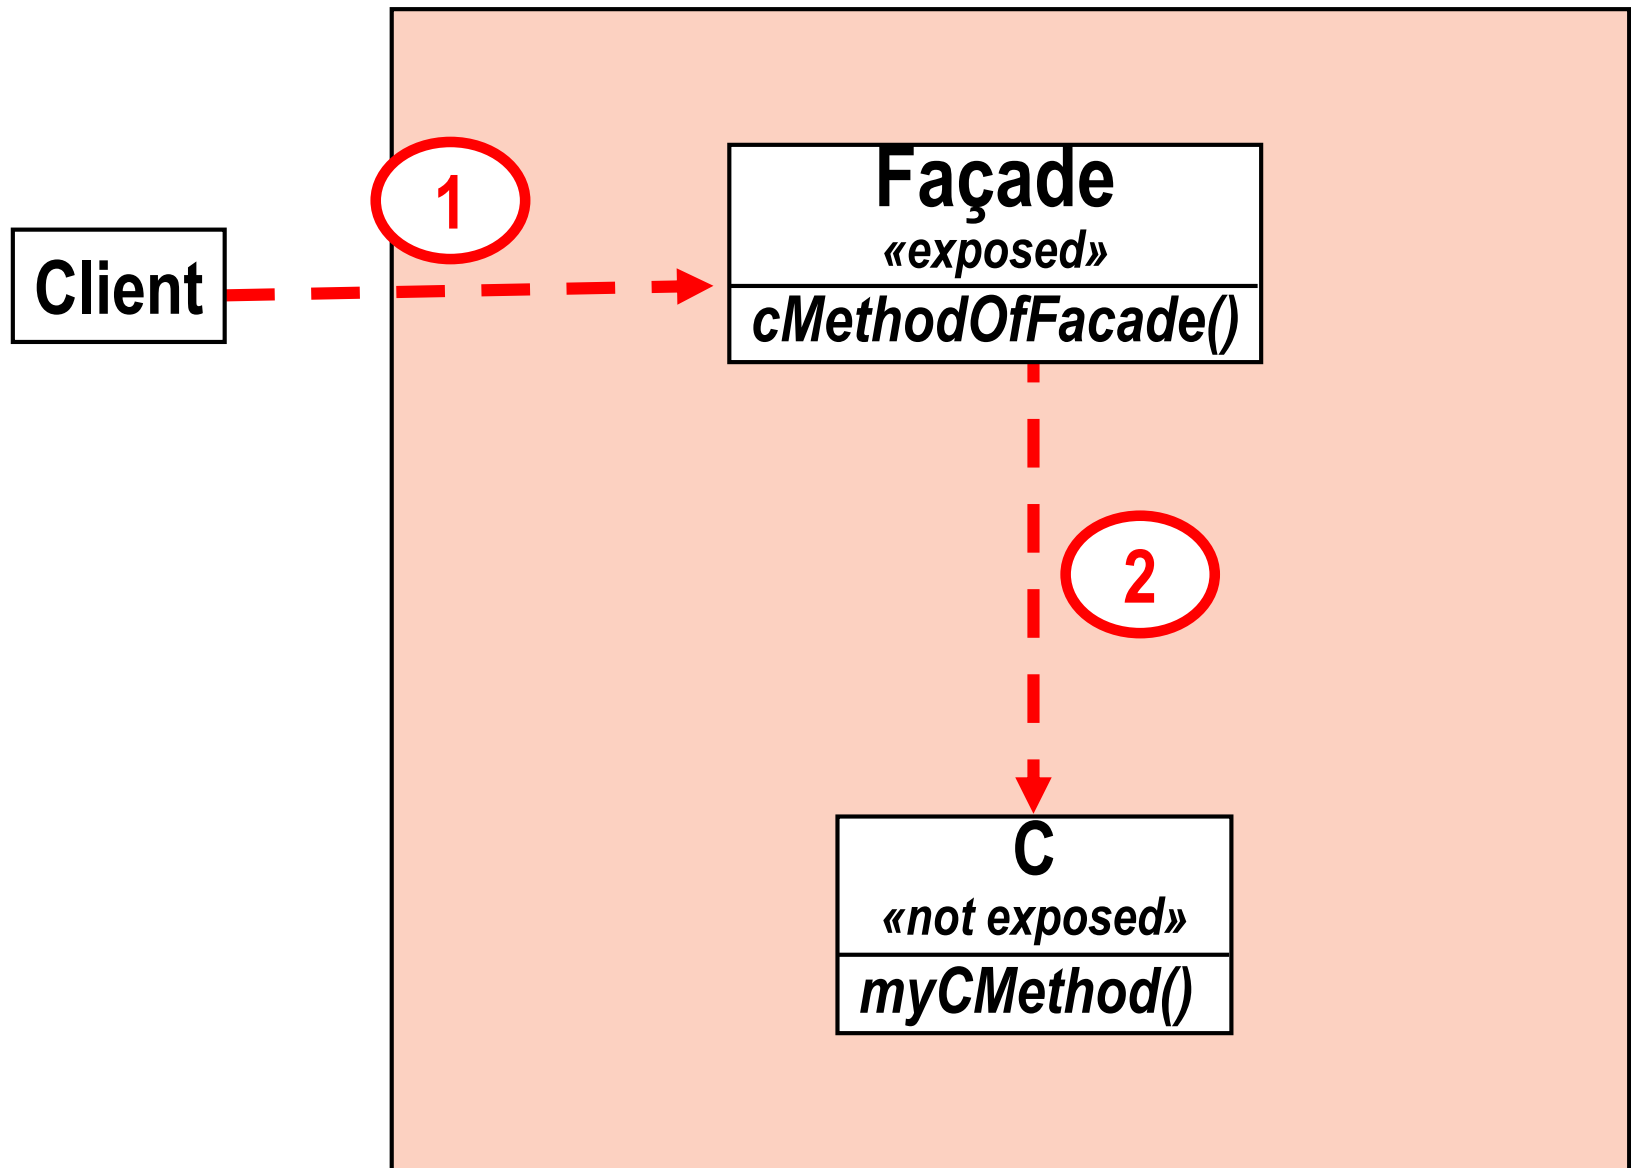 1
Façade
«exposed»
Client
cMethodOfFacade()
2
C
«not exposed»
myCMethod()